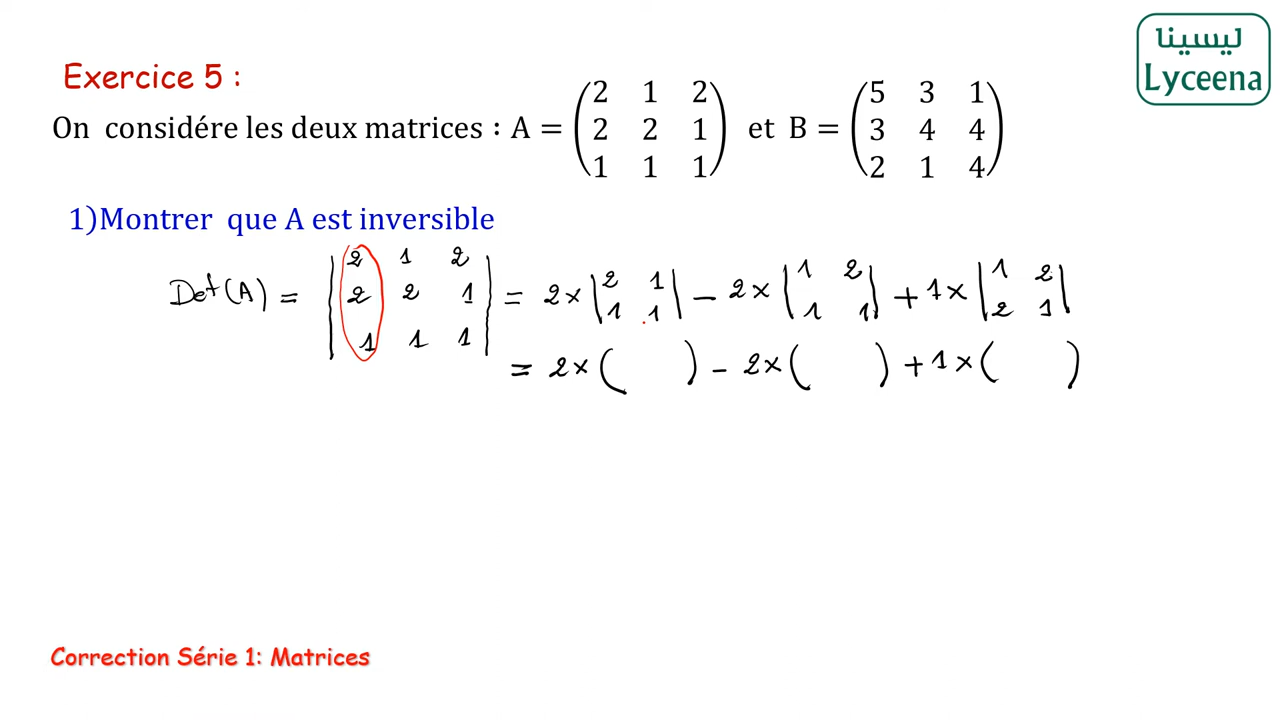 ليسينا
Lyceena
Exercice 5 :
On considére les deux matrices : A = (2 1 2 et B = (5 3 1
2 2 1 3 4 4
1 1 1) 2 1 4)
1)Montrer que A est inversible
Det(A) = |2 1 2 = 2×|2 1 − 2×|1 2 + 1×|1 2
2 2 1 1 1| 1 1| 2 1|
1 1 1|
= 2×( ) − 2×( ) + 1×( )
Correction Série 1: Matrices